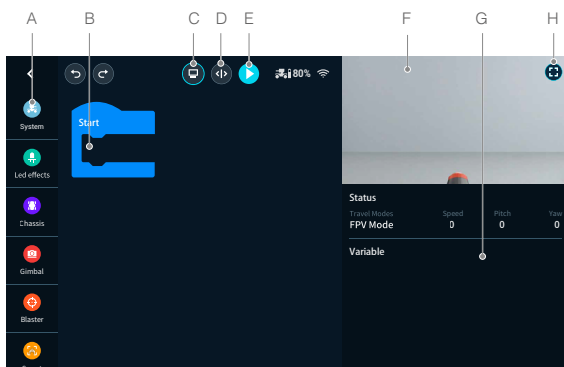 A B C D E F G H
80%
Start
System
Led effects
Chassis
Gimbal
Blaster
Status
Travel Modes Speed Pitch Yaw
FPV Mode 0 0 0
Variable